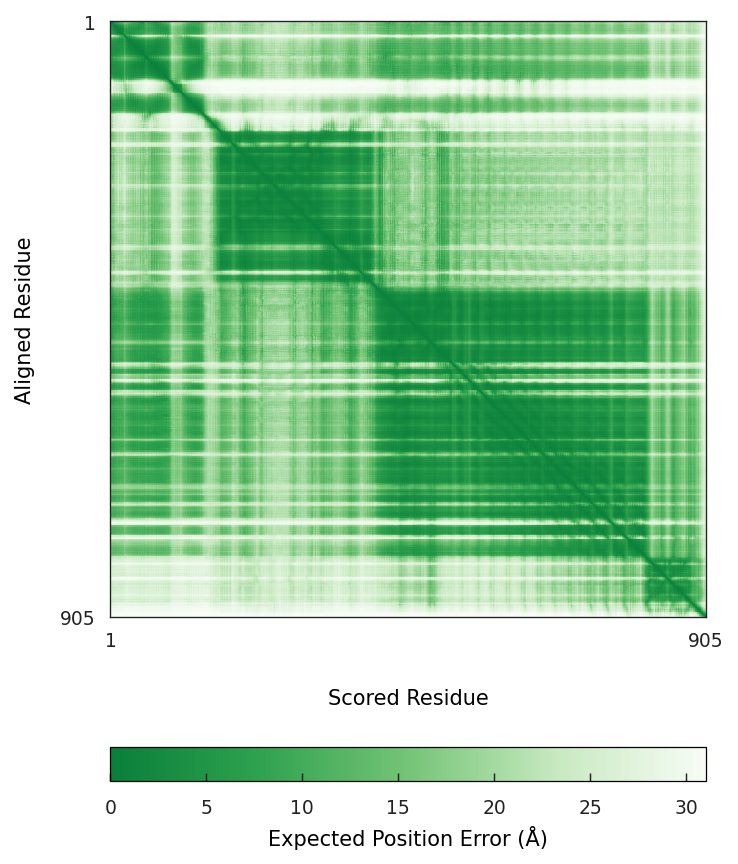 1
Aligned Residue
905
1 905
Scored Residue
0 5 10 15 20 25 30
Expected Position Error (Å)